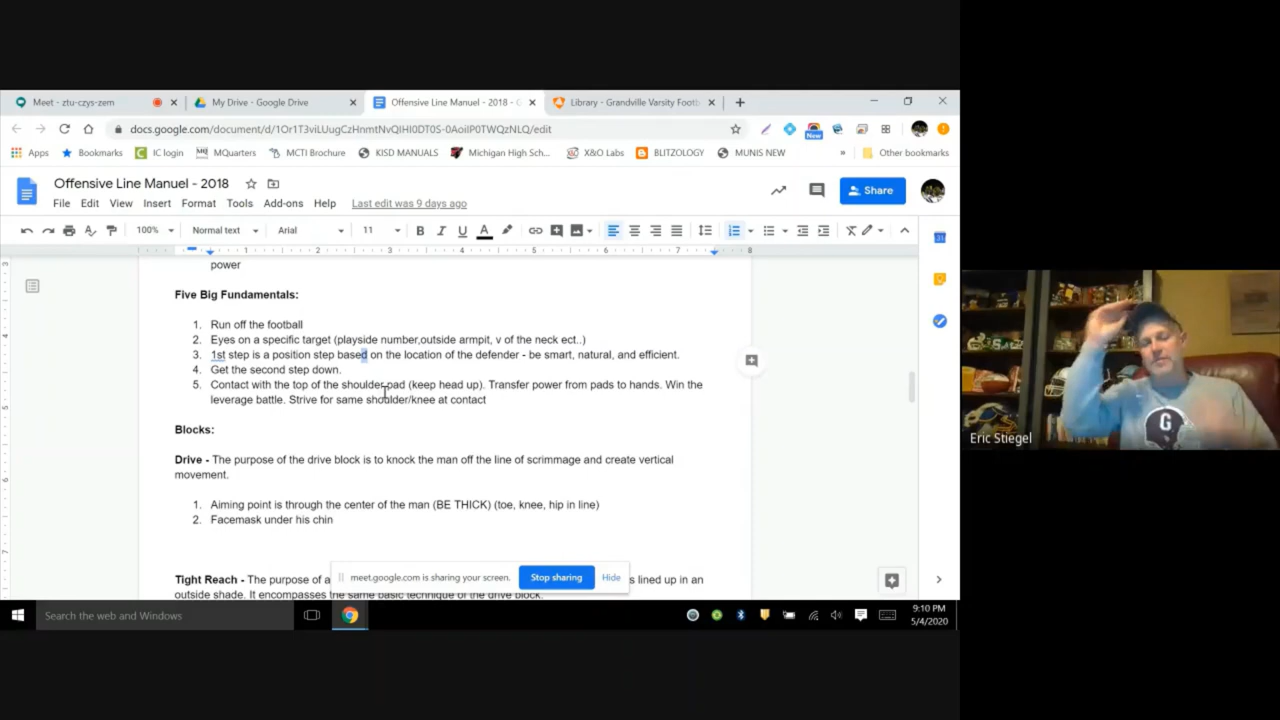 Meet - ztu-czys-zem
My Drive - Google Drive
Offensive Line Manuel - 2018 - G
Library - Grandville Varsity Footb
docs.google.com/document/d/1Or1T3viLUugCzHnmtNvQIHI0DT0S-0AoilP0TWQzNLQ/edit
New
Apps
Bookmarks
IC login
MQuarters
MCTI Brochure
KISD MANUALS
Michigan High Sch...
X&O Labs
BLITZOLOGY
MUNIS NEW
»
Other bookmarks
Offensive Line Manuel - 2018
Share
File Edit View Insert Format Tools Add-ons Help Last edit was 9 days ago
100% Normal text Arial 11 B I U A
1 2 3 4 5 6 7 8
power
Five Big Fundamentals:
1. Run off the football
2. Eyes on a specific target (playside number,outside armpit, v of the neck ect..)
3. 1st step is a position step based on the location of the defender - be smart, natural, and efficient.
4. Get the second step down.
5. Contact with the top of the shoulder pad (keep head up). Transfer power from pads to hands. Win the
leverage battle. Strive for same shoulder/knee at contact
Blocks:
Drive - The purpose of the drive block is to knock the man off the line of scrimmage and create vertical
movement.
1. Aiming point is through the center of the man (BE THICK) (toe, knee, hip in line)
2. Facemask under his chin
Tight Reach - The purpose of a
s lined up in an
outside shade. It encompasses the same basic technique of the drive block.
meet.google.com is sharing your screen.
Stop sharing
Hide
Search the web and Windows
9:10 PM
5/4/2020
G
Eric Stiegel